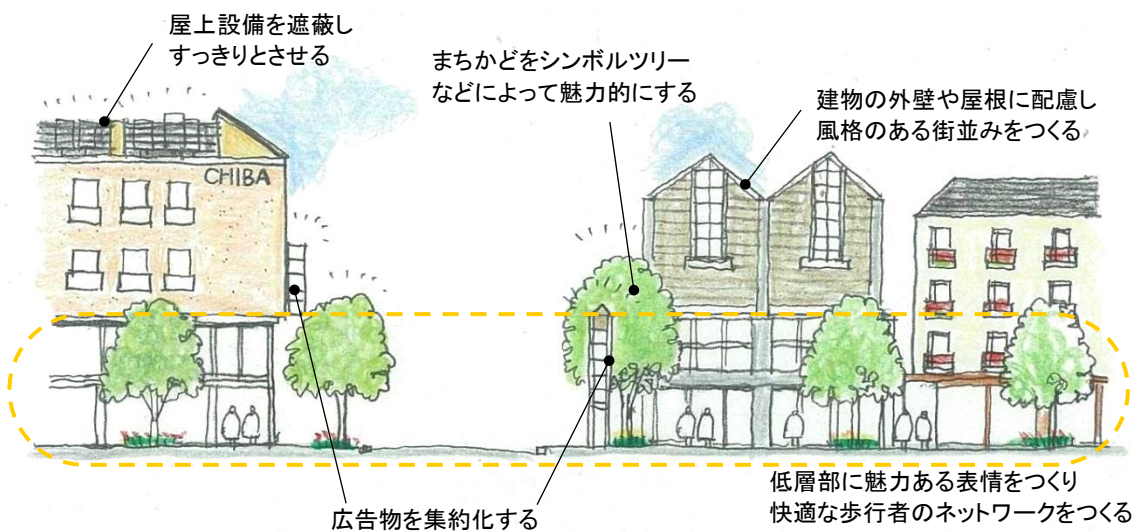 屋上設備を遮蔽し
すっきりとさせる
まちかどをシンボルツリー
などによって魅力的にする
建物の外壁や屋根に配慮し
風格のある街並みをつくる
CHIBA
広告物を集約化する
低層部に魅力ある表情をつくり
快適な歩行者のネットワークをつくる